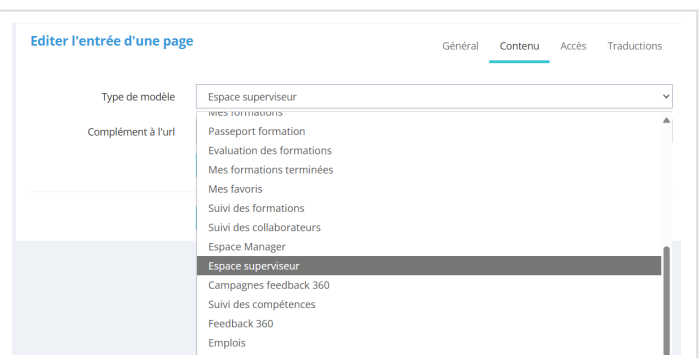 Editer l'entrée d'une page
Général Contenu Accès Traductions
Type de modèle Espace superviseur
Mes formations
Complément à l'url Passeport formation
Evaluation des formations
Mes formations terminées
Mes favoris
Suivi des formations
Suivi des collaborateurs
Espace Manager
Espace superviseur
Campagnes feedback 360
Suivi des compétences
Feedback 360
Emplois